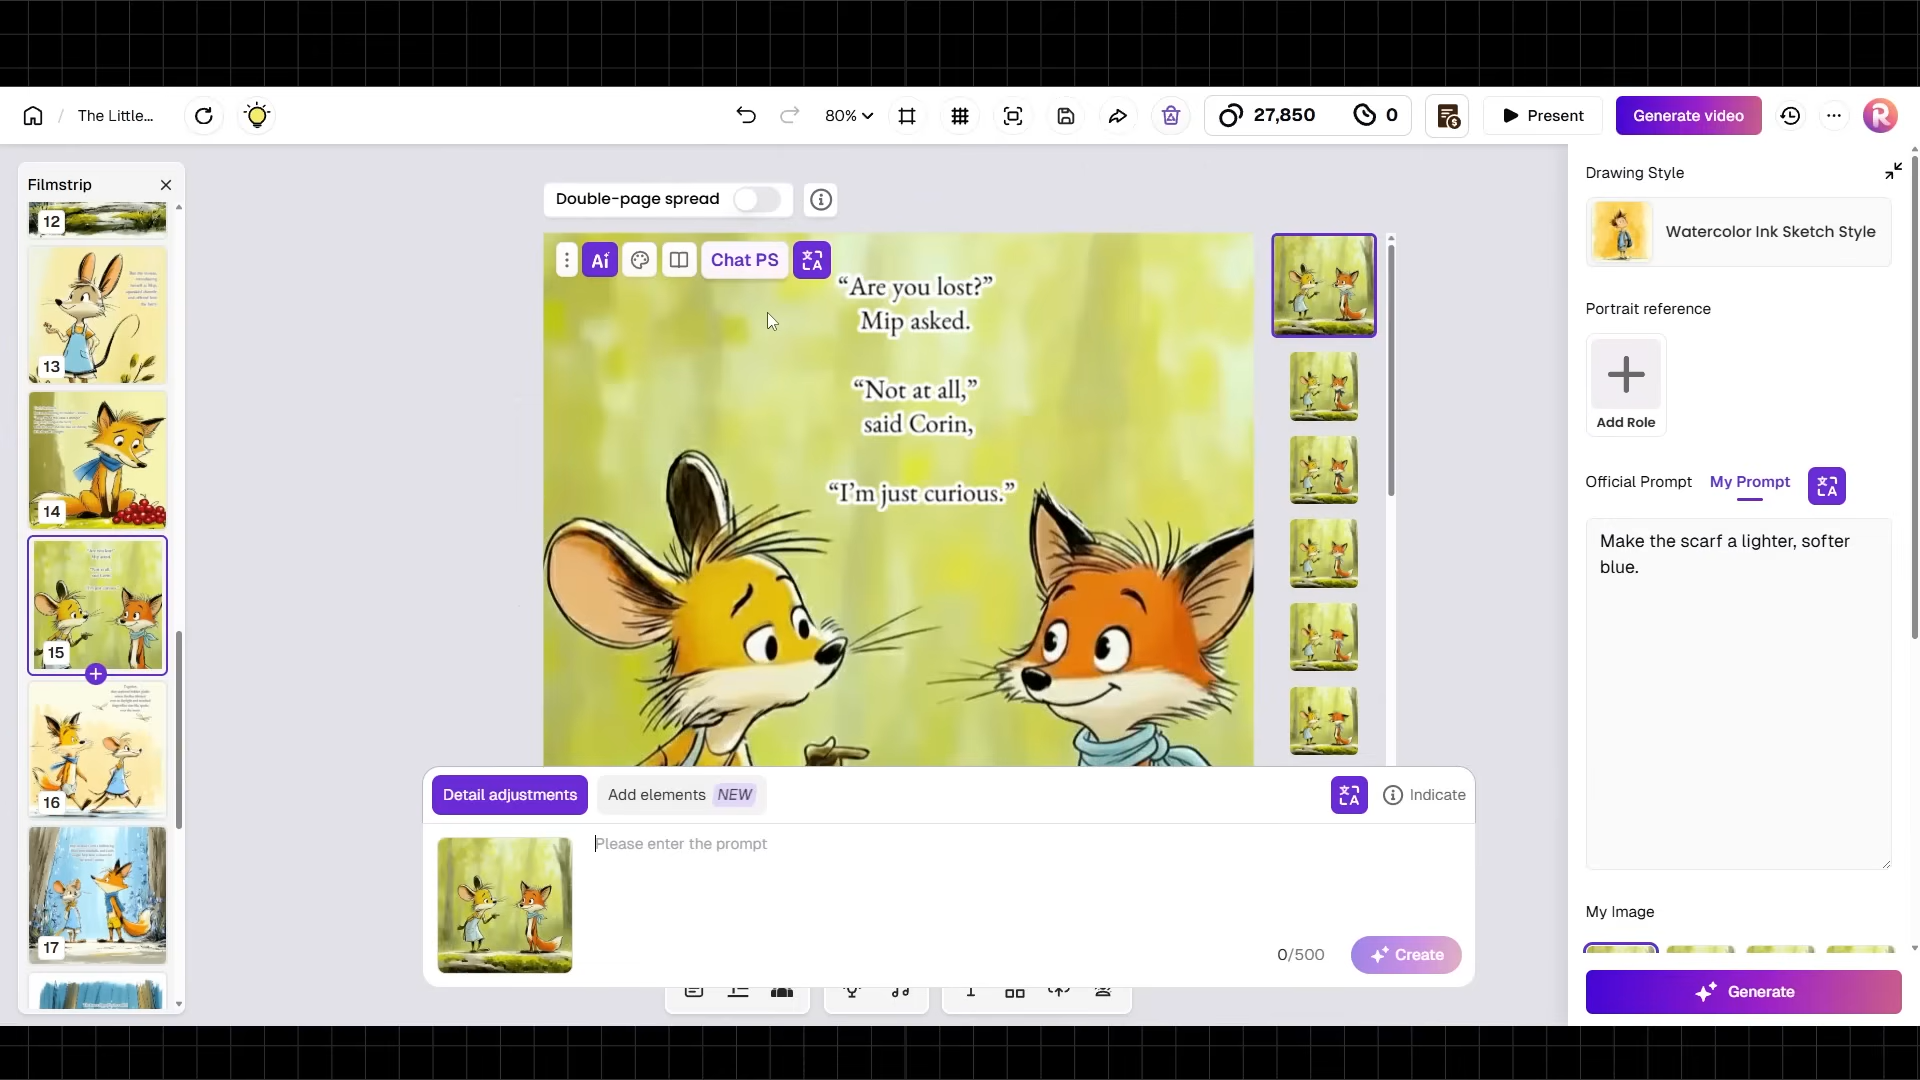 The Little...
80%
27,850
0
Present
Generate video
Filmstrip
12
13
14
15
16
17
Double-page spread
Ai
Chat PS
“Are you lost?”
Mip asked.
“Not at all,”
said Corin,
“I’m just curious.”
Detail adjustments
Add elements NEW
Indicate
Please enter the prompt
0/500
Create
Drawing Style
Watercolor Ink Sketch Style
Portrait reference
Add Role
Official Prompt
My Prompt
Make the scarf a lighter, softer
blue.
My Image
Generate